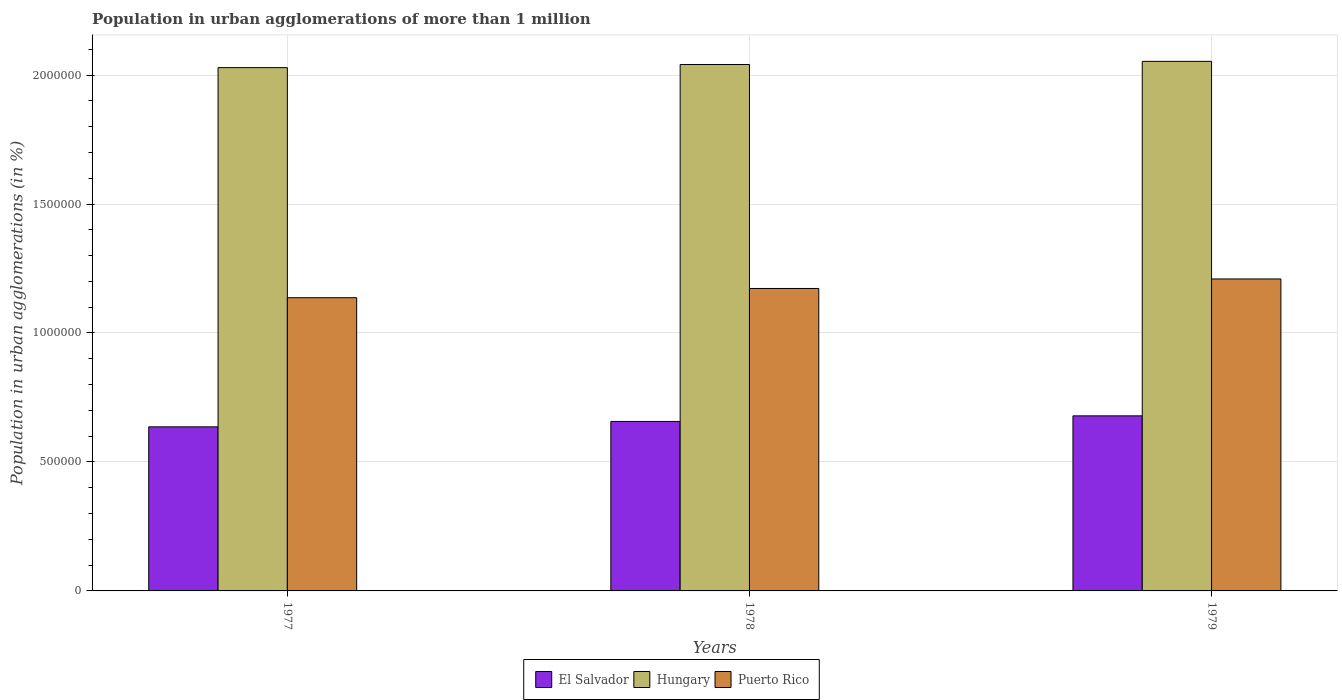 Population in urban agglomerations of more than 1 million
Population in urban agglomerations (in %)
2000000
1500000
1000000
500000
0
1977
1978
1979
Years
El Salvador
Hungary
Puerto Rico